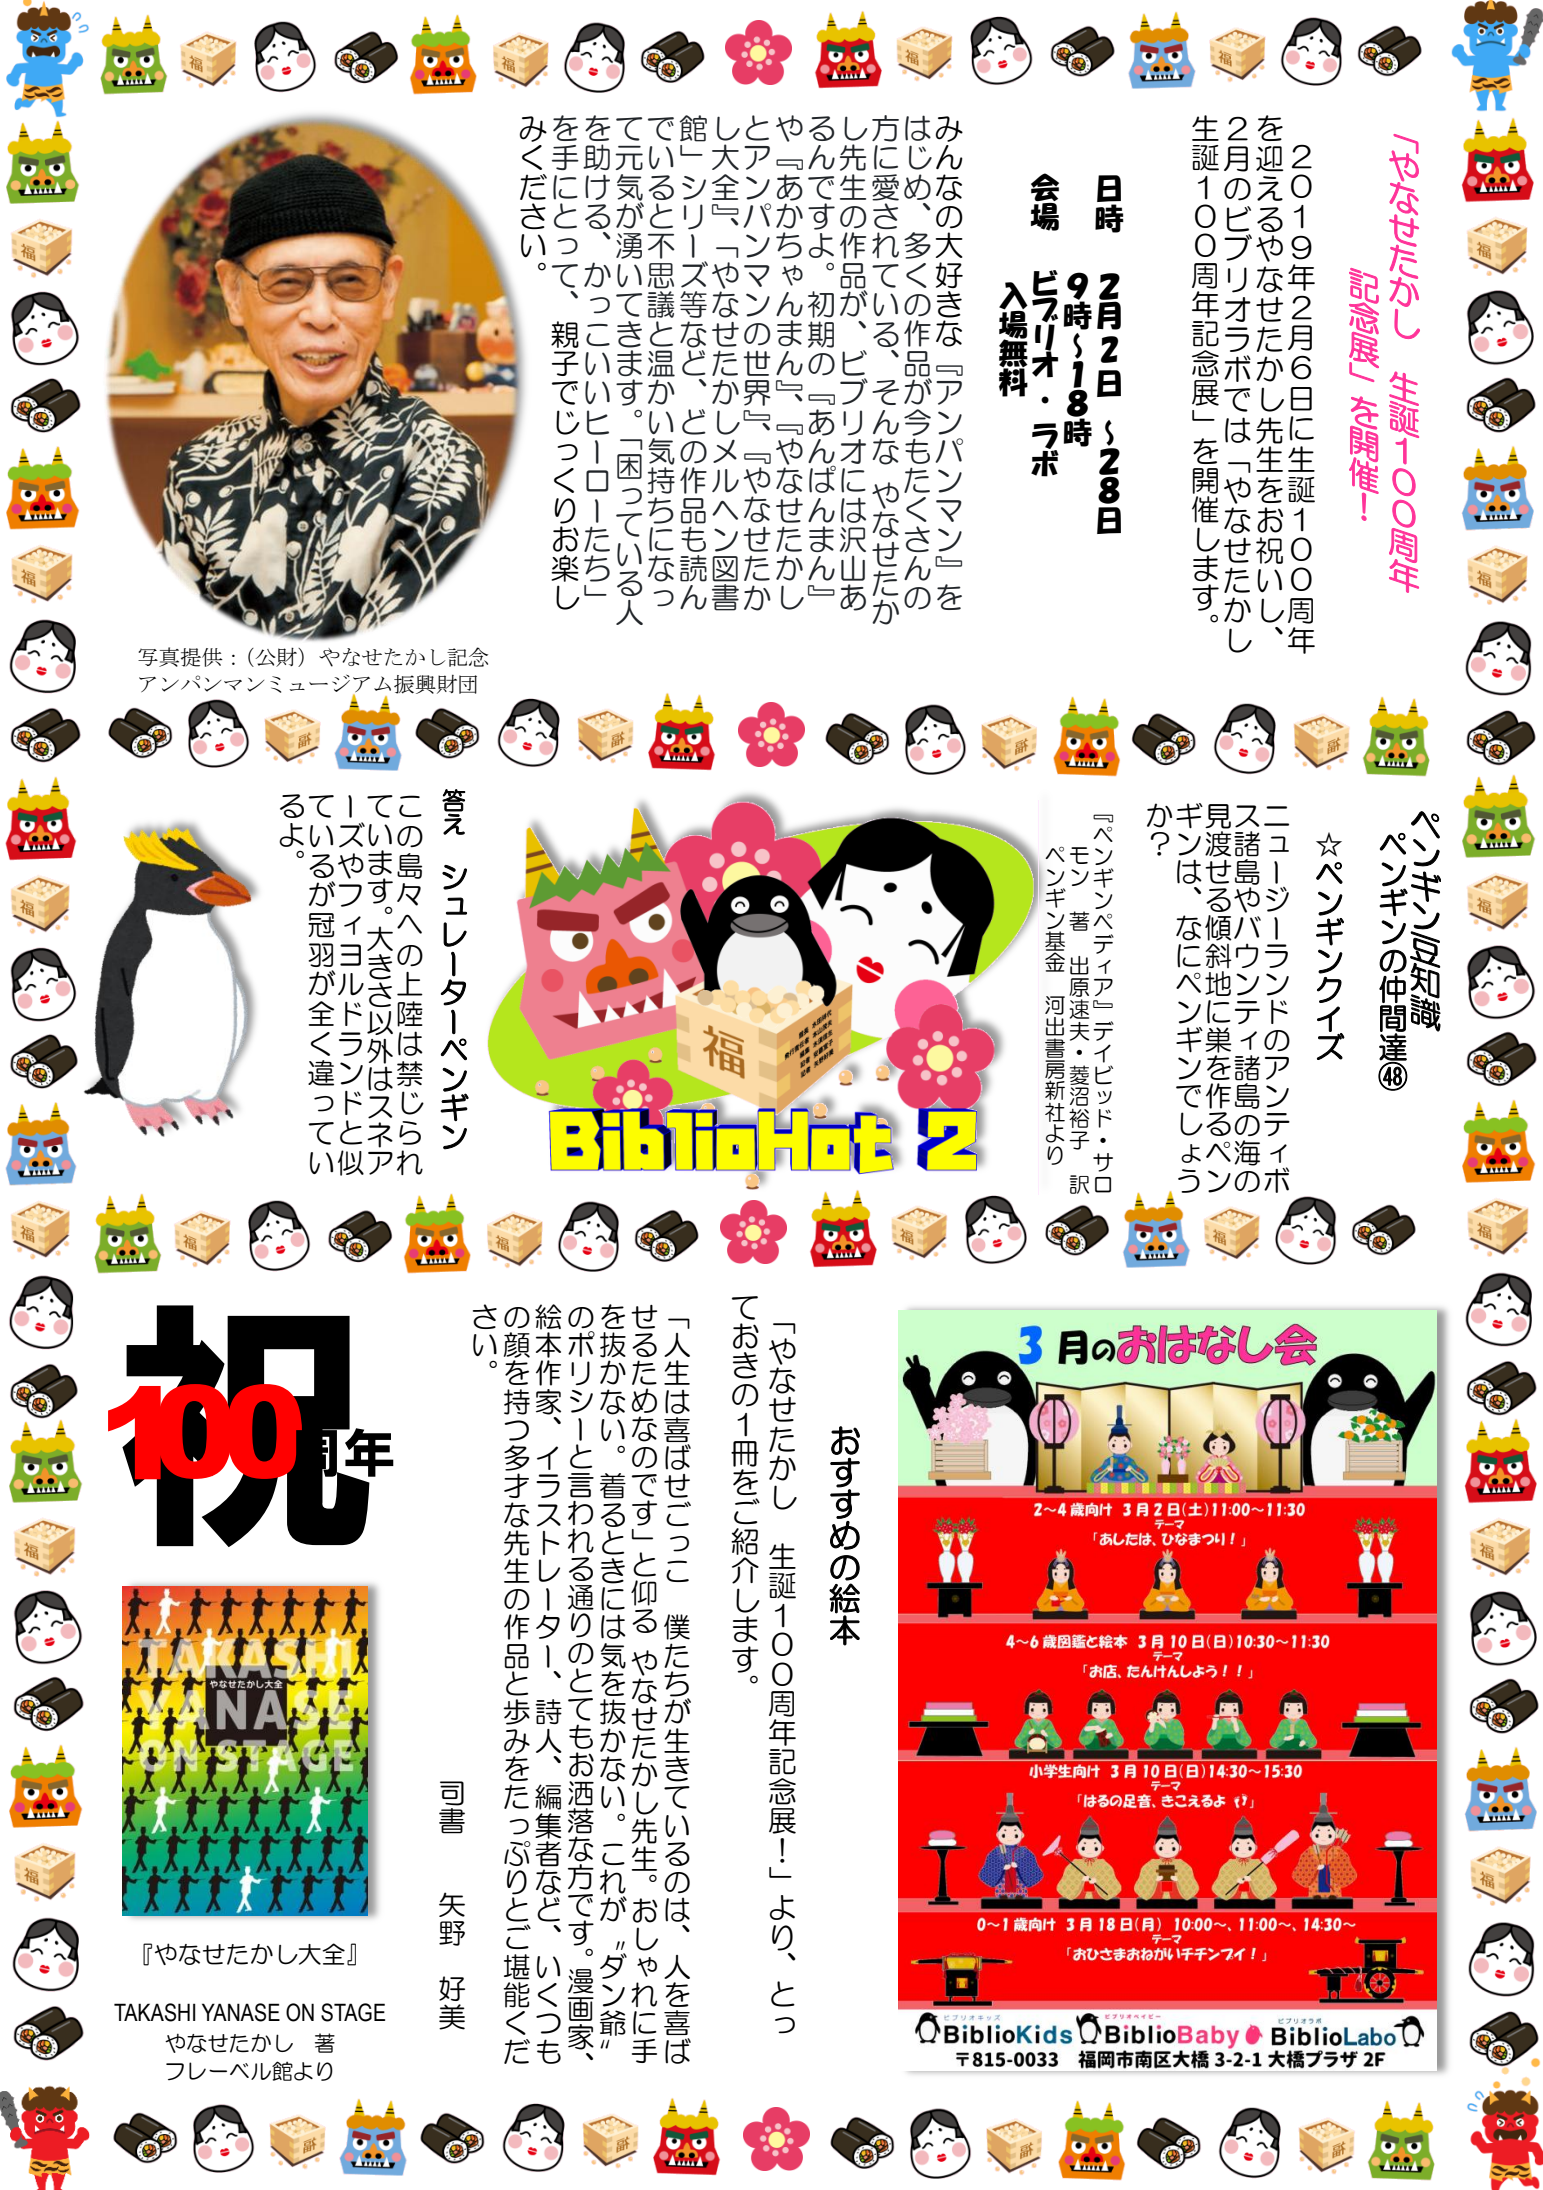 「やなせたかし　生誕100周年
記念展」を開催！
２０１９年２月６日に生誕１００周年
を迎えるやなせたかし先生をお祝いし、
２月のビブリオラボでは「やなせたかし
生誕１００周年記念展」を開催します。
日時　２月２日～２８日
９時～１８時
会場　ビブリオ・ラボ
入場無料
みんなの大好きな『アンパンマン』を
はじめ、多くの作品が今もたくさんの
方に愛されている、そんな やなせたか
し先生の作品が、ビブリオには沢山あ
るんですよ。初期の『あんぱんまん』
や『あかちゃんまん』、『やなせたかし
とアンパンマンの世界』、『やなせたか
し大全』、「やなせたかしメルヘン図書
館」シリーズ等など、どの作品も読ん
でいると不思議と温かい気持ちになっ
て元気が湧いてきます。「困っている人
を助ける、かっこいいヒーローたち」
を手にとって、親子でじっくりお楽し
みください。
写真提供：（公財）やなせたかし記念
アンパンマンミュージアム振興財団
ペンギン豆知識
ペンギンの仲間達㊽
☆ペンギンクイズ
ニュージーランドのアンティポ
ス諸島やバウンティ諸島の海の
見渡せる傾斜地に巣を作るペン
ギンは、なにペンギンでしょう
か？
『ペンギンペディア』デイビッド・サロ
モン　著　出原速夫・菱沼裕子　訳
ペンギン基金　河出書房新社より
福
BiblioHot 2
答え　シュレーターペンギン
この島々への上陸は禁じられ
ています。大きさ以外はスネア
ーズやフィヨルドランドと似
ているが冠羽が全く違ってい
るよ。
3月のおはなし会
2～4歳向け 3月2日(土)11:00～11:30
テーマ
「あしたは、ひなまつり！」
4～6歳図鑑と絵本 3月10日(日)10:30～11:30
テーマ
「お店、たんけんしよう！！」
小学生向け 3月10日(日)14:30～15:30
テーマ
「はるの足音、きこえるよ」
0～1歳向け 3月18日(月) 10:00～、11:00～、14:30～
テーマ
「おひさまおねがいチチンプイ！」
ビブリオキッズ ビブリオベイビー ビブリオラボ
BiblioKids BiblioBaby BiblioLabo
〒815-0033 福岡市南区大橋3-2-1大橋プラザ2F
おすすめの絵本
「やなせたかし　生誕１００周年記念展！」より、とっ
ておきの１冊をご紹介します。
「人生は喜ばせごっこ　僕たちが生きているのは、人を喜ば
せるためなのです」と仰る やなせたかし先生。おしゃれに手
を抜かない。着るときには気を抜かない。これが〝ダン爺〟
のポリシーと言われる通りのとてもお洒落な方です。漫画家、
絵本作家、イラストレーター、詩人、編集者など、いくつも
の顔を持つ多才な先生の作品と歩みをたっぷりとご堪能くだ
さい。
司書　矢野　好美
祝
100周年
TAKASHI
やなせたかし大全
YANASE
ON STAGE
『やなせたかし大全』
TAKASHI YANASE ON STAGE
やなせたかし　著
フレーベル館より